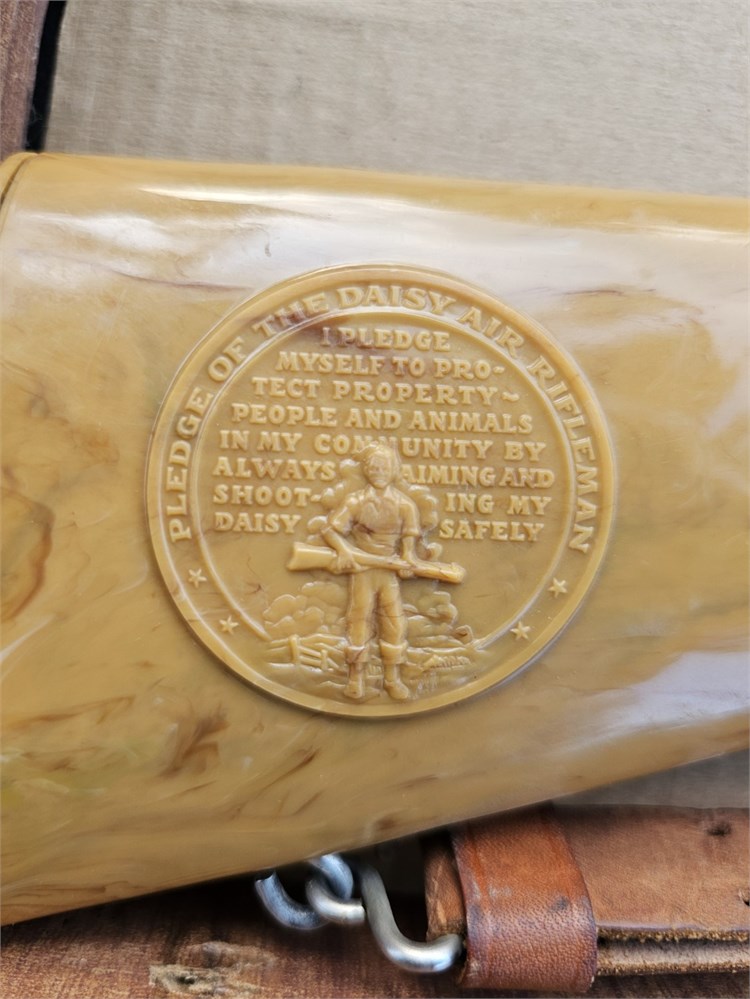 PLEDGE OF THE DAISY AIR RIFLEMAN
I PLEDGE
MYSELF TO PRO-
TECT PROPERTY~
PEOPLE AND ANIMALS
IN MY COMMUNITY BY
ALWAYS AIMING AND
SHOOT- ING MY
DAISY SAFELY